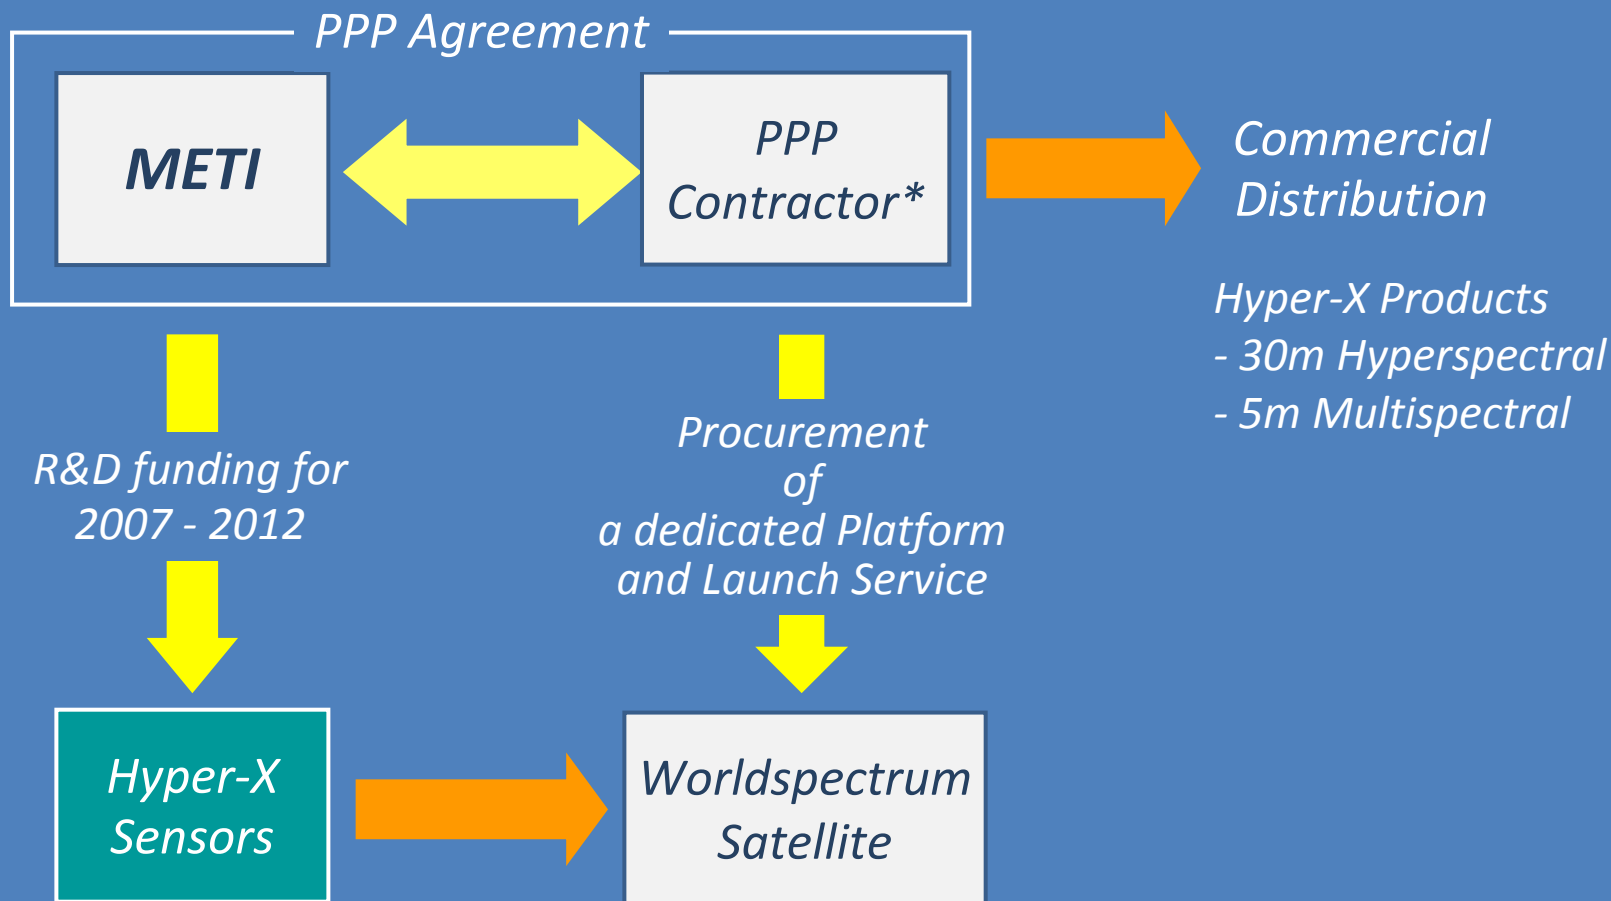 PPP Agreement
METI
PPP
Contractor*
Commercial
Distribution
Hyper-X Products
- 30m Hyperspectral
- 5m Multispectral
R&D funding for
2007 - 2012
Procurement
of
a dedicated Platform
and Launch Service
Hyper-X
Sensors
Worldspectrum
Satellite